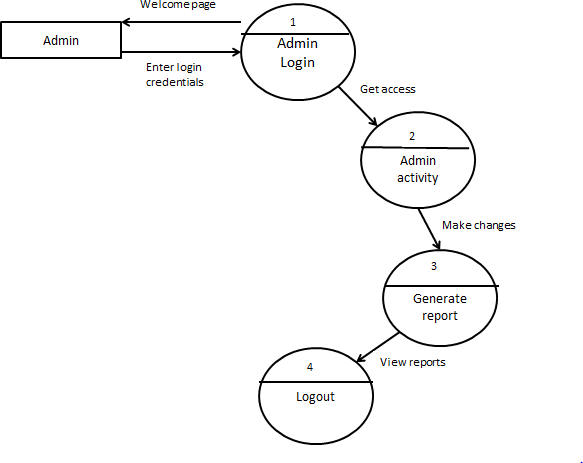 Welcome page
1
Admin
Admin
Login
Enter login
credentials
Get access
2
Admin
activity
Make changes
3
Generate
report
View reports
4
Logout
.